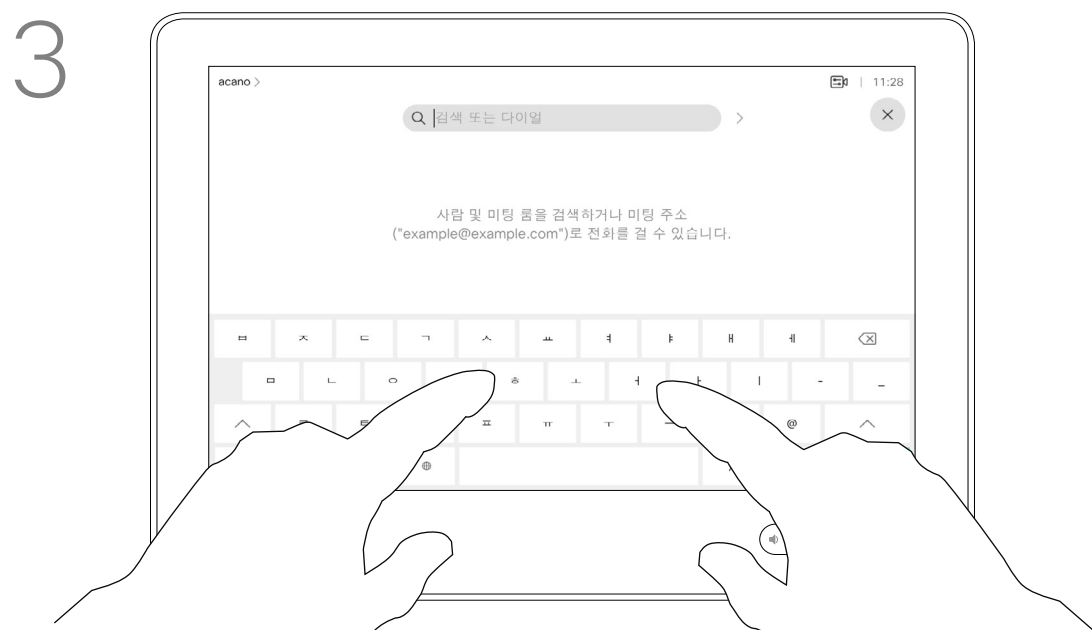 3
acano >
11:28
검색 또는 다이얼
사람 및 미팅 룸을 검색하거나 미팅 주소
("example@example.com")로 전화를 걸 수 있습니다.
ㅂ ㅈ ㄷ ㄱ ㅅ ㅛ ㅕ ㅑ ㅐ ㅔ
ㅁ ㄴ ㅇ ㅎ ㅗ ㅓ ㅣ - _
ㅍ ㅠ ㅜ @